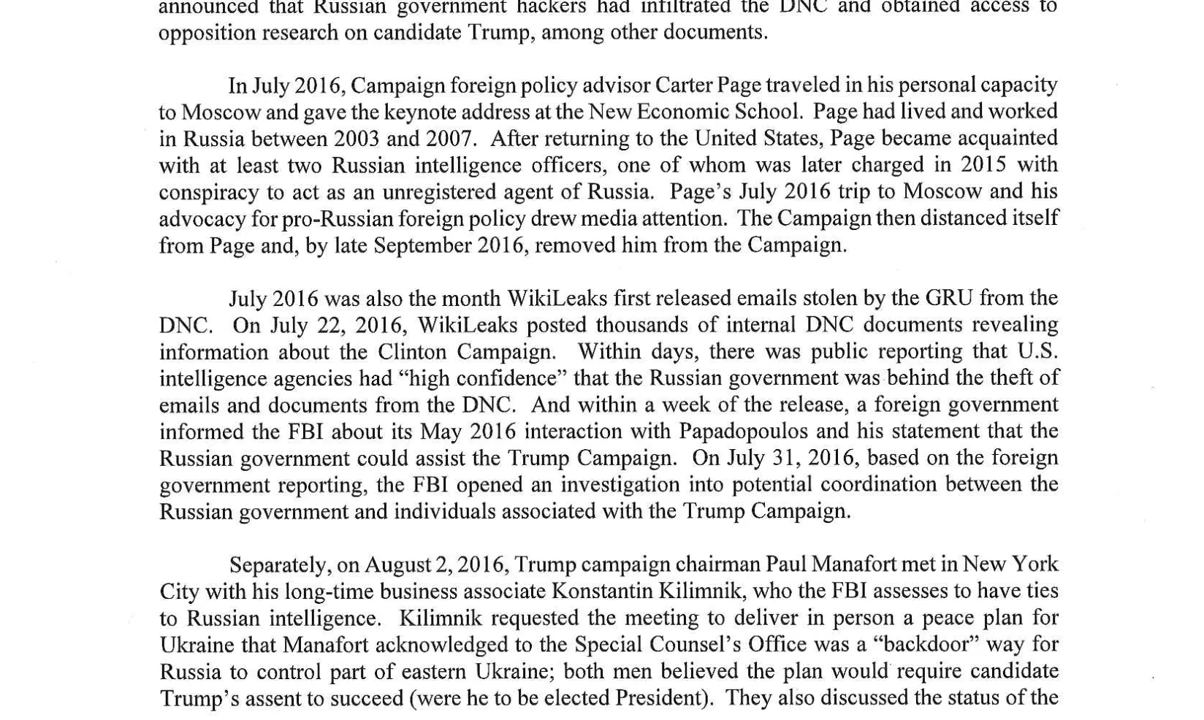 announced that Russian government hackers had infiltrated the DNC and obtained access to
opposition research on candidate Trump, among other documents.
In July 2016, Campaign foreign policy advisor Carter Page traveled in his personal capacity
to Moscow and gave the keynote address at the New Economic School. Page had lived and worked
in Russia between 2003 and 2007. After returning to the United States, Page became acquainted
with at least two Russian intelligence officers, one of whom was later charged in 2015 with
conspiracy to act as an unregistered agent of Russia. Page's July 2016 trip to Moscow and his
advocacy for pro-Russian foreign policy drew media attention. The Campaign then distanced itself
from Page and, by late September 2016, removed him from the Campaign.
July 2016 was also the month WikiLeaks first released emails stolen by the GRU from the
DNC. On July 22, 2016, WikiLeaks posted thousands of internal DNC documents revealing
information about the Clinton Campaign. Within days, there was public reporting that U.S.
intelligence agencies had “high confidence” that the Russian government was behind the theft of
emails and documents from the DNC. And within a week of the release, a foreign government
informed the FBI about its May 2016 interaction with Papadopoulos and his statement that the
Russian government could assist the Trump Campaign. On July 31, 2016, based on the foreign
government reporting, the FBI opened an investigation into potential coordination between the
Russian government and individuals associated with the Trump Campaign.
Separately, on August 2, 2016, Trump campaign chairman Paul Manafort met in New York
City with his long-time business associate Konstantin Kilimnik, who the FBI assesses to have ties
to Russian intelligence. Kilimnik requested the meeting to deliver in person a peace plan for
Ukraine that Manafort acknowledged to the Special Counsel's Office was a “backdoor” way for
Russia to control part of eastern Ukraine; both men believed the plan would require candidate
Trump's assent to succeed (were he to be elected President). They also discussed the status of the